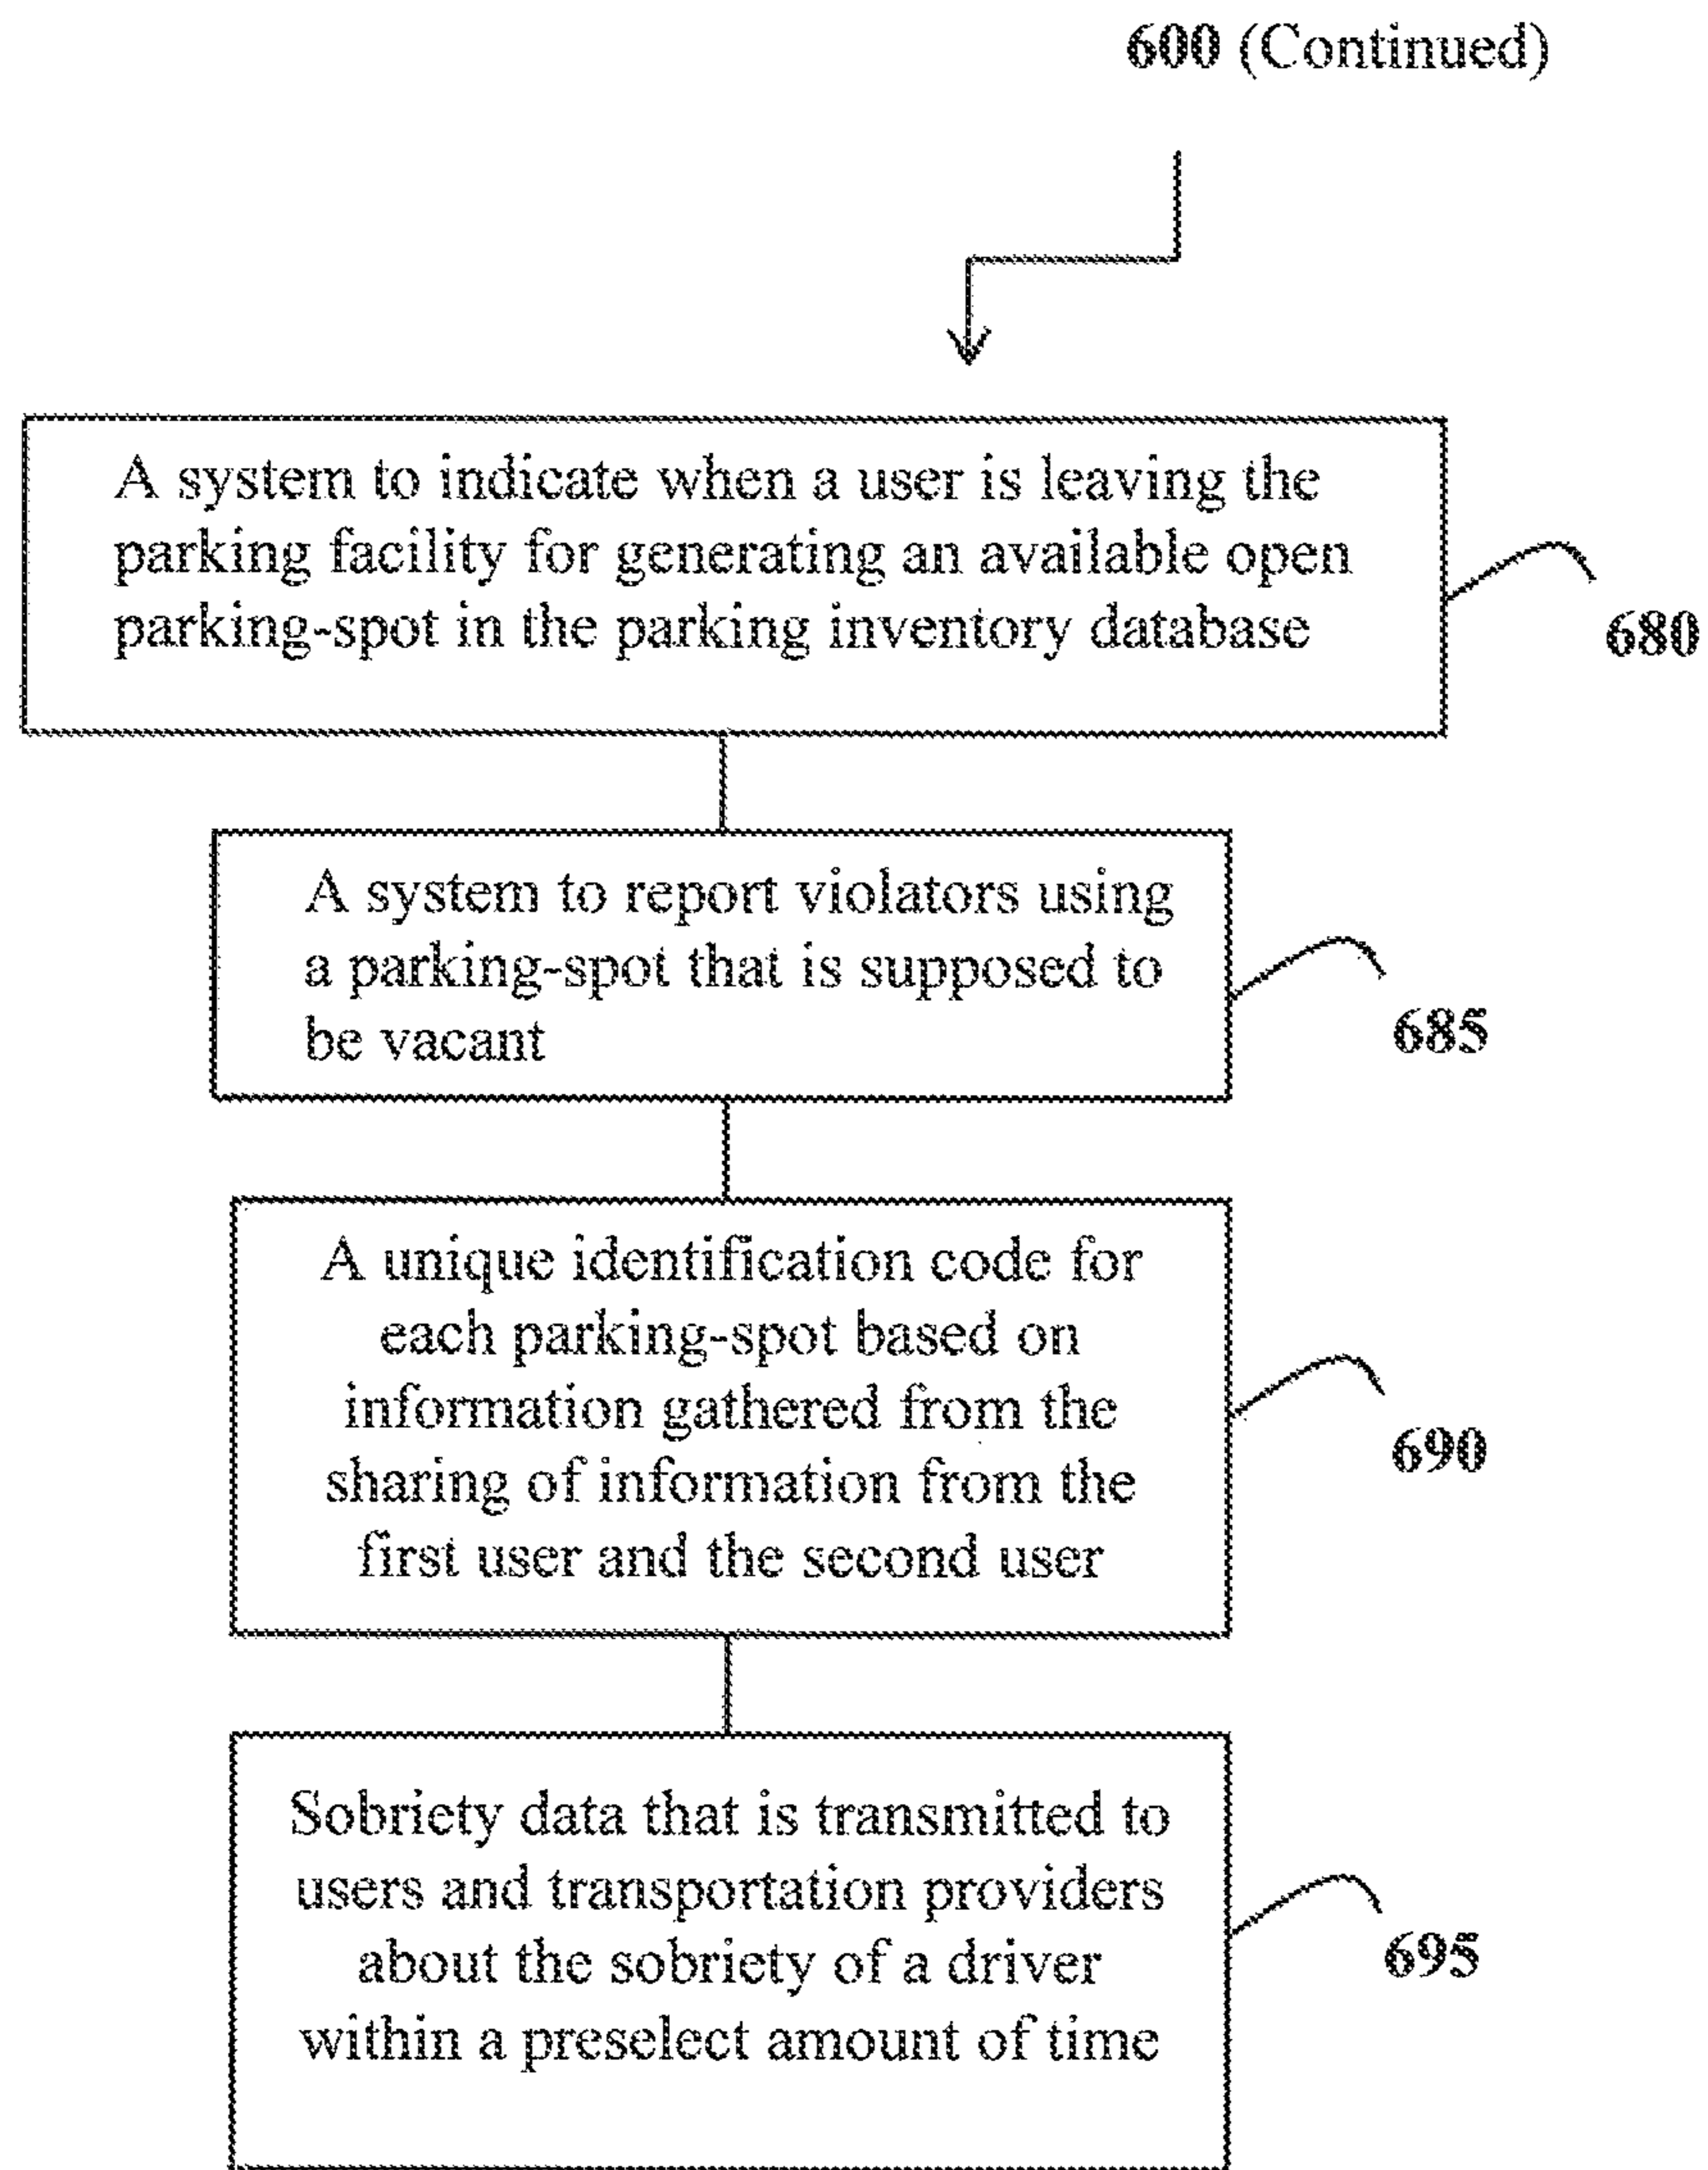 600 (Continued)
A system to indicate when a user is leaving the
parking facility for generating an available open
parking-spot in the parking inventory database
680
A system to report violators using
a parking-spot that is supposed to
be vacant
685
A unique identification code for
each parking-spot based on
information gathered from the
sharing of information from the
first user and the second user
690
Sobriety data that is transmitted to
users and transportation providers
about the sobriety of a driver
within a preselect amount of time
695